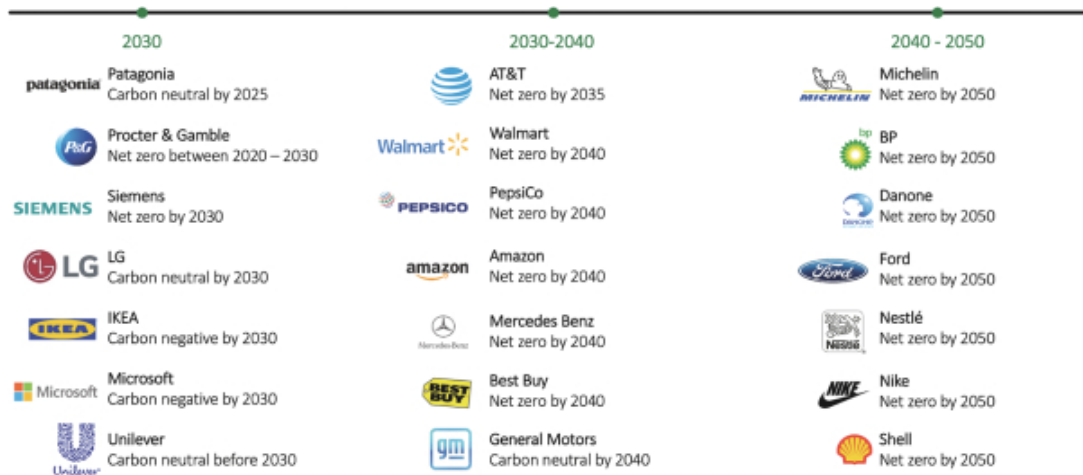 2030
2030-2040
2040 - 2050
patagonia
Patagonia
Carbon neutral by 2025
P&G
Procter & Gamble
Net zero between 2020 – 2030
SIEMENS
Siemens
Net zero by 2030
LG
LG
Carbon neutral by 2030
IKEA
IKEA
Carbon negative by 2030
Microsoft
Microsoft
Carbon negative by 2030
Unilever
Unilever
Carbon neutral before 2030
AT&T
Net zero by 2035
Walmart
Walmart
Net zero by 2040
PEPSICO
PepsiCo
Net zero by 2040
amazon
Amazon
Net zero by 2040
Mercedes-Benz
Mercedes Benz
Net zero by 2040
BEST BUY
Best Buy
Net zero by 2040
gm
General Motors
Carbon neutral by 2040
MICHELIN
Michelin
Net zero by 2050
bp
BP
Net zero by 2050
DANONE
Danone
Net zero by 2050
Ford
Ford
Net zero by 2050
Nestlé
Nestlé
Net zero by 2050
NIKE
Nike
Net zero by 2050
Shell
Net zero by 2050